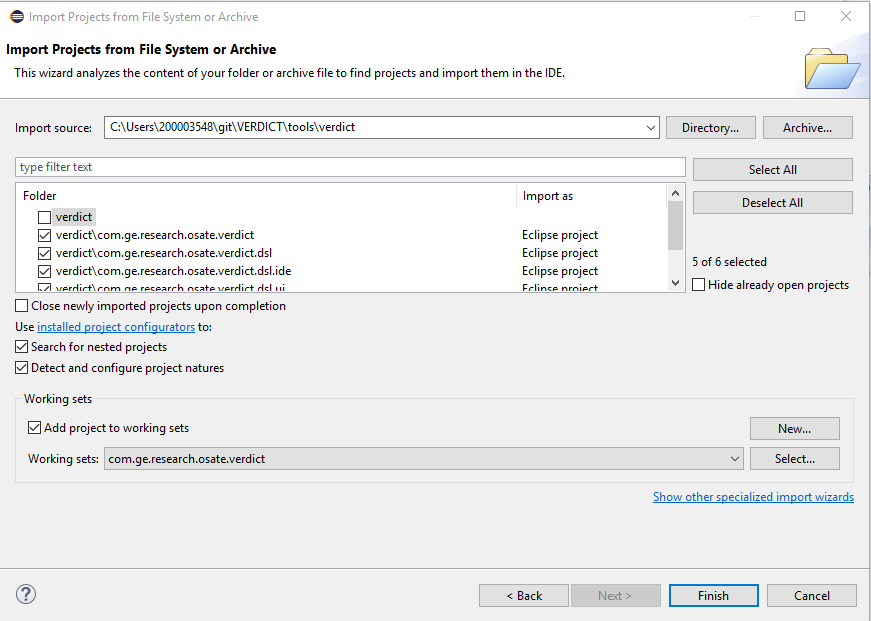 Import Projects from File System or Archive
Import Projects from File System or Archive
This wizard analyzes the content of your folder or archive file to find projects and import them in the IDE.
Import source: C:\Users\200003548\git\VERDICT\tools\verdict Directory... Archive...
type filter text Select All
Folder Import as
Deselect All
verdict
verdict\com.ge.research.osate.verdict Eclipse project
verdict\com.ge.research.osate.verdict.dsl Eclipse project
verdict\com.ge.research.osate.verdict.dsl.ide Eclipse project
verdict\com.ge.research.osate.verdict.dsl.ui Eclipse project
5 of 6 selected
Hide already open projects
Close newly imported projects upon completion
Use installed project configurators to:
Search for nested projects
Detect and configure project natures
Working sets
Add project to working sets New...
Working sets: com.ge.research.osate.verdict Select...
Show other specialized import wizards
? < Back Next > Finish Cancel